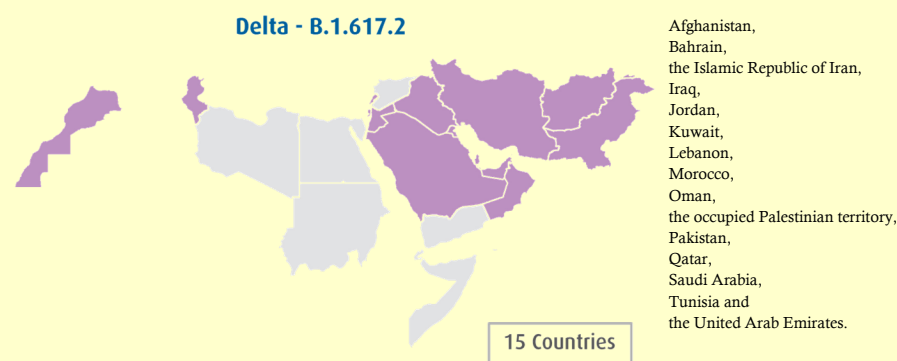 Delta - B.1.617.2
Afghanistan,
Bahrain,
the Islamic Republic of Iran,
Iraq,
Jordan,
Kuwait,
Lebanon,
Morocco,
Oman,
the occupied Palestinian territory,
Pakistan,
Qatar,
Saudi Arabia,
Tunisia and
the United Arab Emirates.
15 Countries